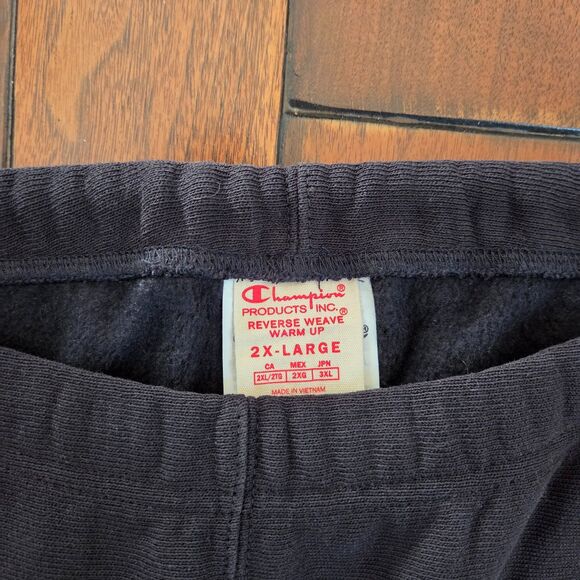 Champion®
PRODUCTS INC.®
REVERSE WEAVE
WARM UP
2X-LARGE
CA MEX JPN
2XL/2TG 2XG 3XL
MADE IN VIETNAM
®